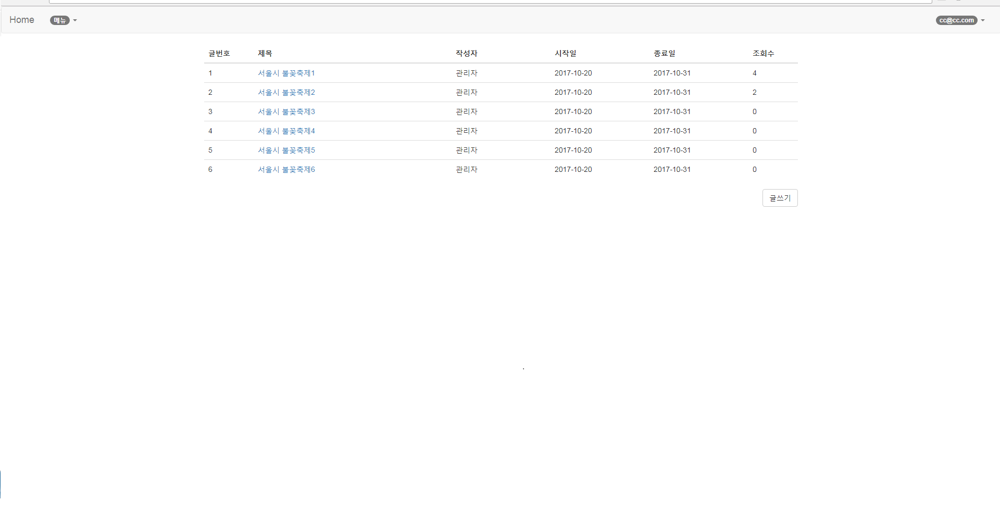 Home 메뉴 cc@cc.com
글번호 제목 작성자 시작일 종료일 조회수
1 서울시 불꽃축제1 관리자 2017-10-20 2017-10-31 4
2 서울시 불꽃축제2 관리자 2017-10-20 2017-10-31 2
3 서울시 불꽃축제3 관리자 2017-10-20 2017-10-31 0
4 서울시 불꽃축제4 관리자 2017-10-20 2017-10-31 0
5 서울시 불꽃축제5 관리자 2017-10-20 2017-10-31 0
6 서울시 불꽃축제6 관리자 2017-10-20 2017-10-31 0
글쓰기
.